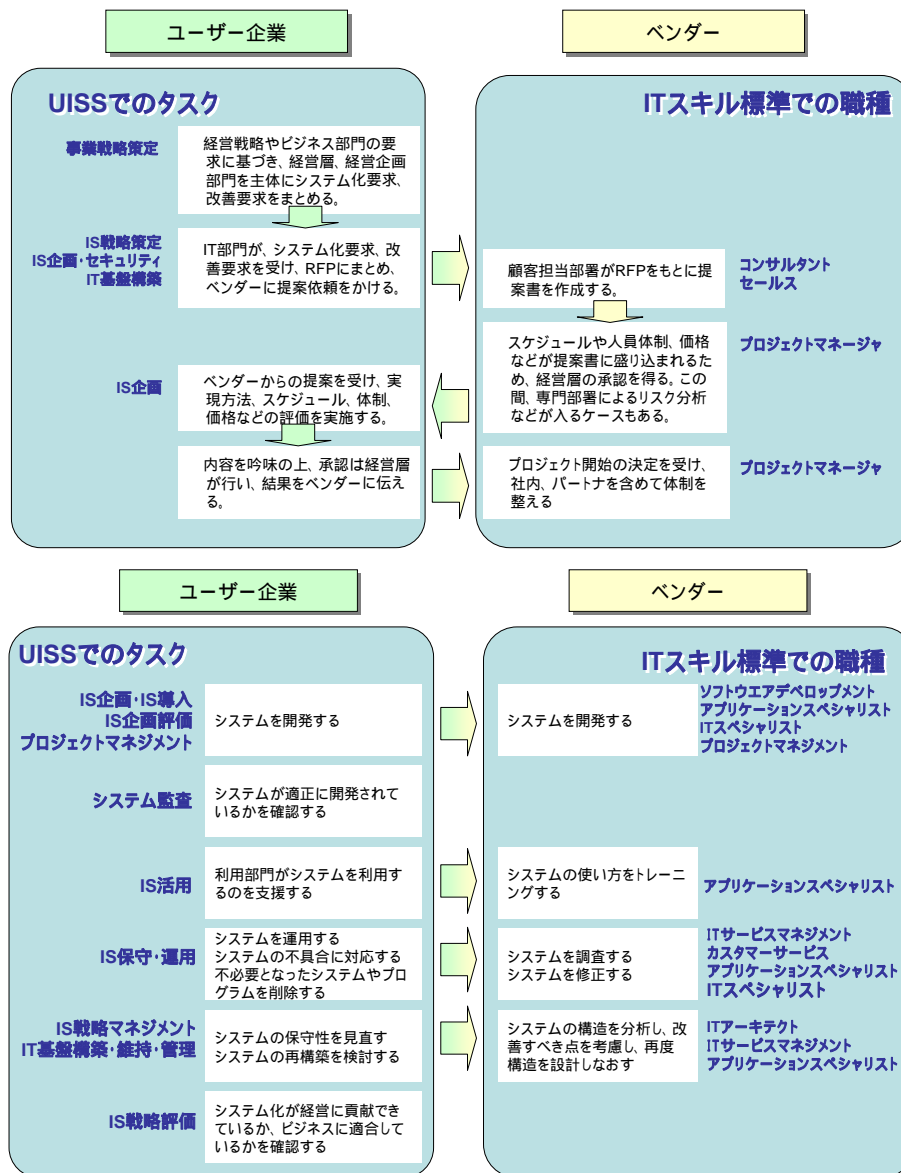 ユーザー企業
ベンダー
UISSでのタスク
ITスキル標準での職種
事業戦略策定
経営戦略やビジネス部門の要
求に基づき、経営層、経営企画
部門を主体にシステム化要求、
改善要求をまとめる。
IS戦略策定
IS企画・セキュリティ
IT基盤構築
IT部門が、システム化要求、改
善要求を受け、RFPにまとめ、
ベンダーに提案依頼をかける。
顧客担当部署がRFPをもとに提
案書を作成する。
コンサルタント
セールス
スケジュールや人員体制、価格
などが提案書に盛り込まれるた
め、経営層の承認を得る。この
間、専門部署によるリスク分析
などが入るケースもある。
プロジェクトマネージャ
IS企画
ベンダーからの提案を受け、実
現方法、スケジュール、体制、
価格などの評価を実施する。
内容を吟味の上、承認は経営層
が行い、結果をベンダーに伝え
る。
プロジェクト開始の決定を受け、
社内、パートナを含めて体制を
整える
プロジェクトマネージャ
ユーザー企業
ベンダー
UISSでのタスク
ITスキル標準での職種
IS企画・IS導入
IS企画評価
プロジェクトマネジメント
システムを開発する
システムを開発する
ソフトウエアデベロップメント
アプリケーションスペシャリスト
ITスペシャリスト
プロジェクトマネジメント
システム監査
システムが適正に開発されて
いるかを確認する
IS活用
利用部門がシステムを利用す
るのを支援する
システムの使い方をトレーニ
ングする
アプリケーションスペシャリスト
IS保守・運用
システムを運用する
システムの不具合に対応する
不必要となったシステムやプロ
グラムを削除する
システムを調査する
システムを修正する
ITサービスマネジメント
カスタマーサービス
アプリケーションスペシャリスト
ITスペシャリスト
IS戦略マネジメント
IT基盤構築・維持・管理
システムの保守性を見直す
システムの再構築を検討する
システムの構造を分析し、改
善すべき点を考慮し、再度
構造を設計しなおす
ITアーキテクト
ITサービスマネジメント
アプリケーションスペシャリスト
IS戦略評価
システム化が経営に貢献でき
ているか、ビジネスに適合して
いるかを確認する